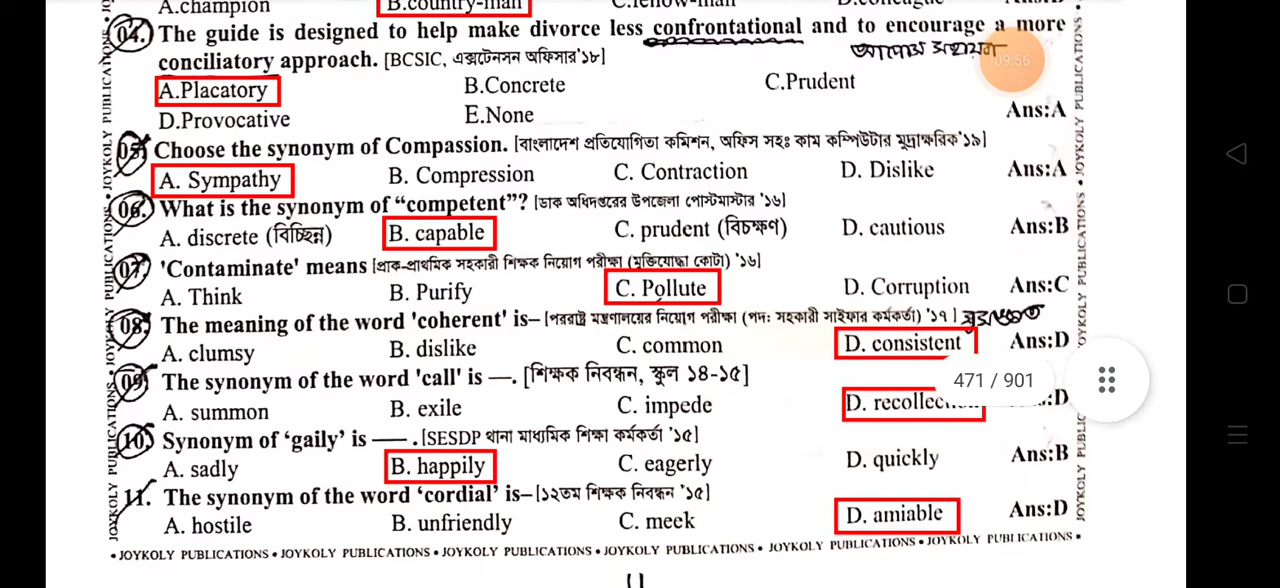 A.champion B.country-man
04. The guide is designed to help make divorce less confrontational and to encourage a more
conciliatory approach. [BCSIC, এক্সটেনসন অফিসার'১৮]
09:56
A.Placatory B.Concrete C.Prudent
D.Provocative E.None Ans:A
05. Choose the synonym of Compassion. [বাংলাদেশ প্রতিযোগিতা কমিশন, অফিস সহঃ কাম কম্পিউটার মুদ্রাক্ষরিক'১৯]
A. Sympathy B. Compression C. Contraction D. Dislike Ans:A
06. What is the synonym of “competent”? [ডাক অধিদপ্তরের উপজেলা পোস্টমাস্টার '১৬]
A. discrete (বিচ্ছিন্ন) B. capable C. prudent (বিচক্ষণ) D. cautious Ans:B
07. 'Contaminate' means [প্রাক-প্রাথমিক সহকারী শিক্ষক নিয়োগ পরীক্ষা (মুক্তিযোদ্ধা কোটা) '১৬]
A. Think B. Purify C. Pollute D. Corruption Ans:C
08. The meaning of the word 'coherent' is– [পররাষ্ট্র মন্ত্রণালয়ের নিয়োগ পরীক্ষা (পদঃ সহকারী সাইফার কর্মকর্তা) '১৭]
A. clumsy B. dislike C. common D. consistent Ans:D
09. The synonym of the word 'call' is —. [শিক্ষক নিবন্ধন, স্কুল ১৪-১৫]
471 / 901
A. summon B. exile C. impede D. :D
10. Synonym of ‘gaily’ is — . [SESDP থানা মাধ্যমিক শিক্ষা কর্মকর্তা '১৫]
A. sadly B. happily C. eagerly D. quickly Ans:B
11. The synonym of the word ‘cordial’ is– [১২তম শিক্ষক নিবন্ধন '১৫]
A. hostile B. unfriendly C. meek D. amiable Ans:D
• JOYKOLY PUBLICATIONS • JOYKOLY PUBLICATIONS • JOYKOLY PUBLICATIONS • JOYKOLY PUBLICATIONS • JOYKOLY PUBLICATIONS • JOYKOLY PUBLICATIONS •